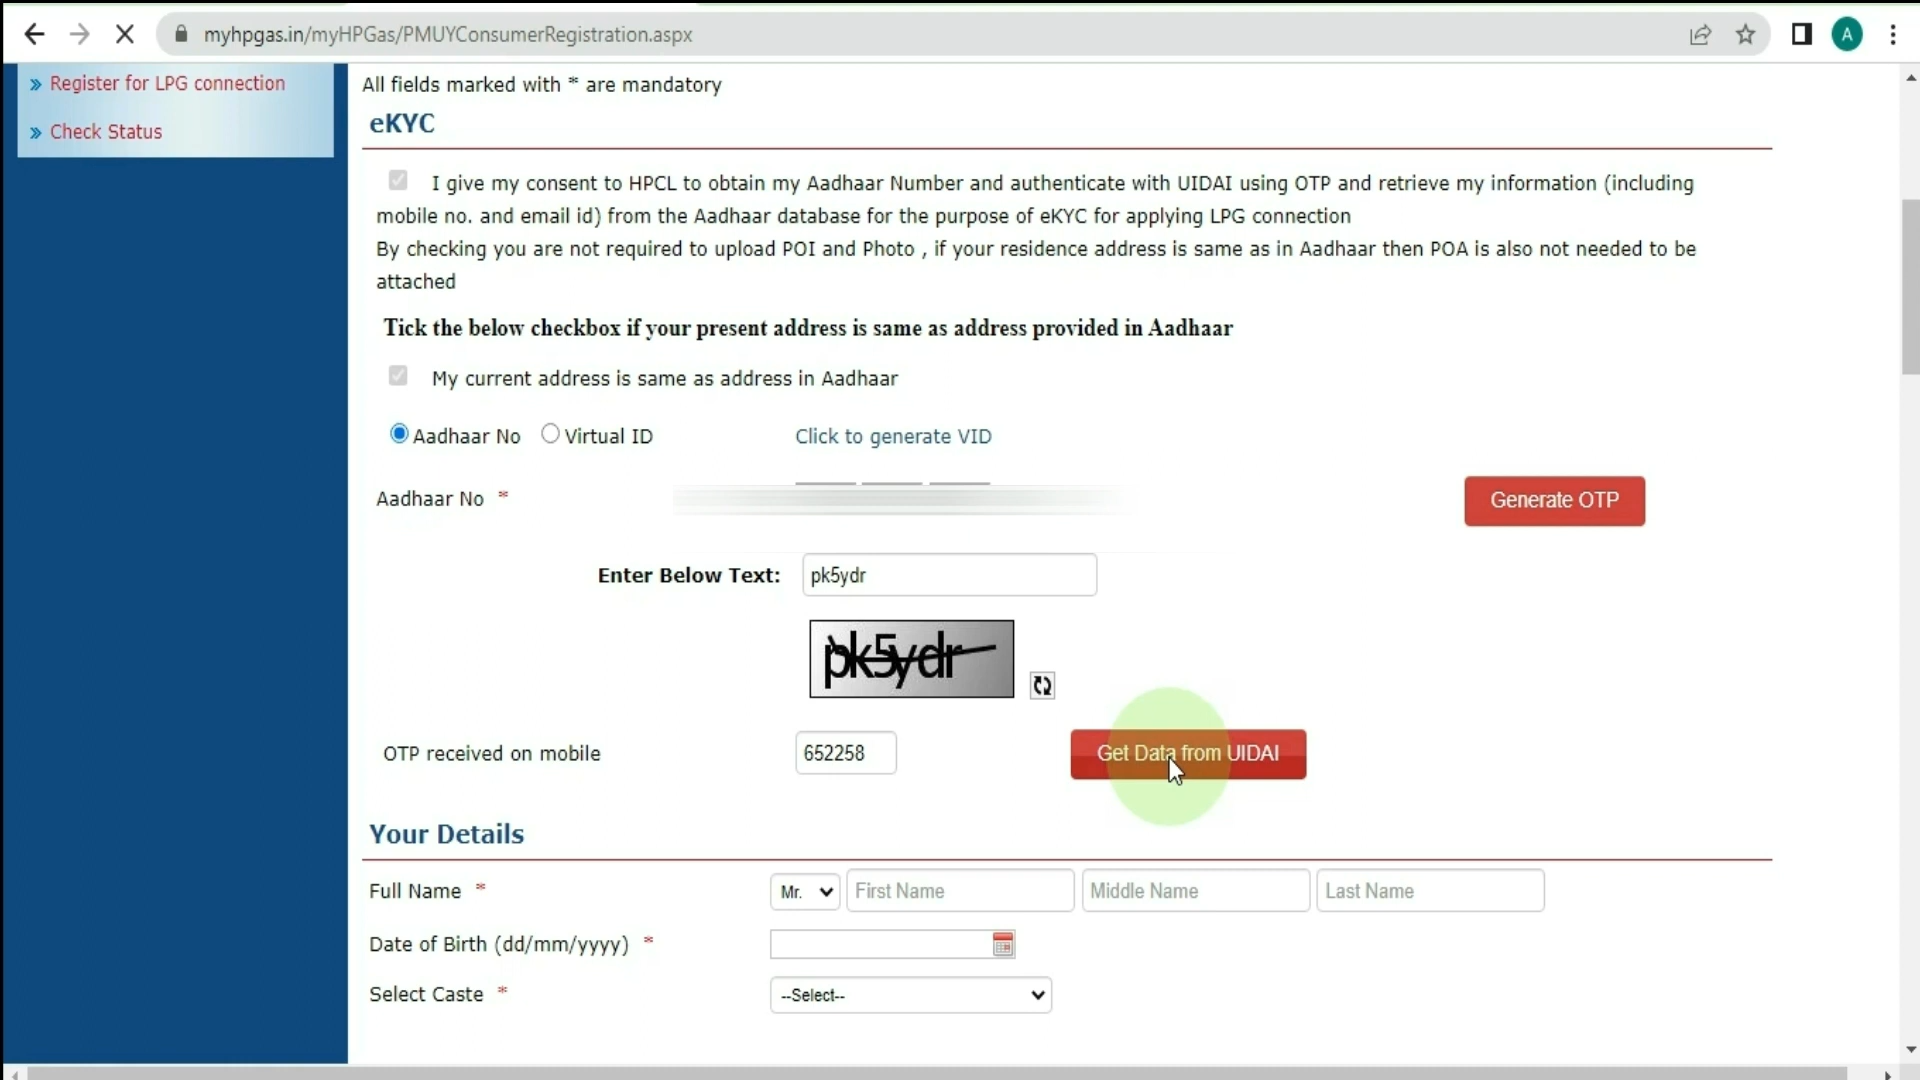 myhpgas.in/myHPGas/PMUYConsumerRegistration.aspx
A
» Register for LPG connection
» Check Status
All fields marked with * are mandatory
eKYC
I give my consent to HPCL to obtain my Aadhaar Number and authenticate with UIDAI using OTP and retrieve my information (including
mobile no. and email id) from the Aadhaar database for the purpose of eKYC for applying LPG connection
By checking you are not required to upload POI and Photo , if your residence address is same as in Aadhaar then POA is also not needed to be
attached
Tick the below checkbox if your present address is same as address provided in Aadhaar
My current address is same as address in Aadhaar
Aadhaar No Virtual ID Click to generate VID
Aadhaar No * Generate OTP
Enter Below Text: pk5ydr
pk5ydr
OTP received on mobile 652258 Get Data from UIDAI
Your Details
Full Name * Mr. First Name Middle Name Last Name
Date of Birth (dd/mm/yyyy) *
Select Caste * --Select--